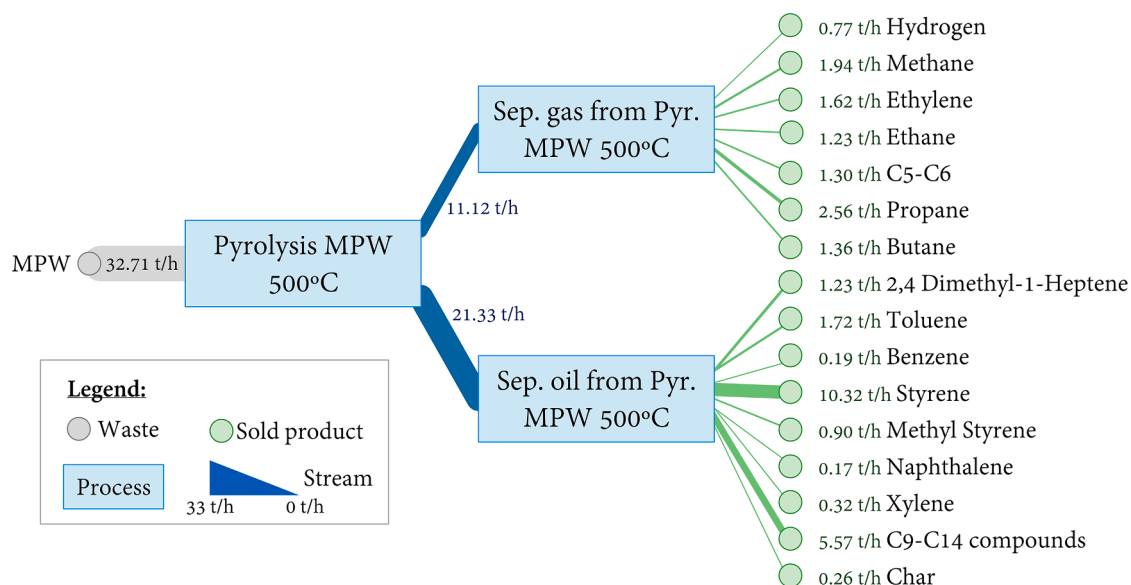 0.77 t/h Hydrogen
1.94 t/h Methane
1.62 t/h Ethylene
1.23 t/h Ethane
1.30 t/h C5-C6
2.56 t/h Propane
1.36 t/h Butane
1.23 t/h 2,4 Dimethyl-1-Heptene
1.72 t/h Toluene
0.19 t/h Benzene
10.32 t/h Styrene
0.90 t/h Methyl Styrene
0.17 t/h Naphthalene
0.32 t/h Xylene
5.57 t/h C9-C14 compounds
0.26 t/h Char
Sep. gas from Pyr.
MPW 500ºC
11.12 t/h
MPW
32.71 t/h
Pyrolysis MPW
500ºC
21.33 t/h
Sep. oil from Pyr.
MPW 500ºC
Legend:
Waste
Sold product
Process
Stream
33 t/h
0 t/h